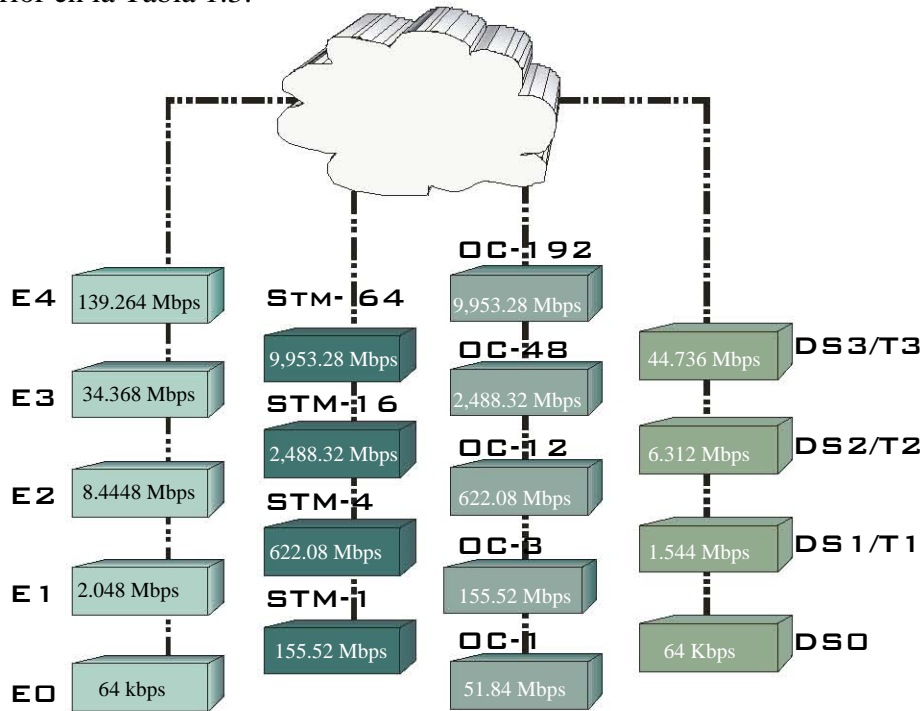 en la Tabla 1.3.
E4
139.264 Mbps
E3
34.368 Mbps
E2
8.4448 Mbps
E1
2.048 Mbps
E0
64 kbps
STM-64
9,953.28 Mbps
STM-16
2,488.32 Mbps
STM-4
622.08 Mbps
STM-1
155.52 Mbps
OC-192
9,953.28 Mbps
OC-48
2,488.32 Mbps
OC-12
622.08 Mbps
OC-3
155.52 Mbps
OC-1
51.84 Mbps
DS3/T3
44.736 Mbps
DS2/T2
6.312 Mbps
DS1/T1
1.544 Mbps
DS0
64 Kbps